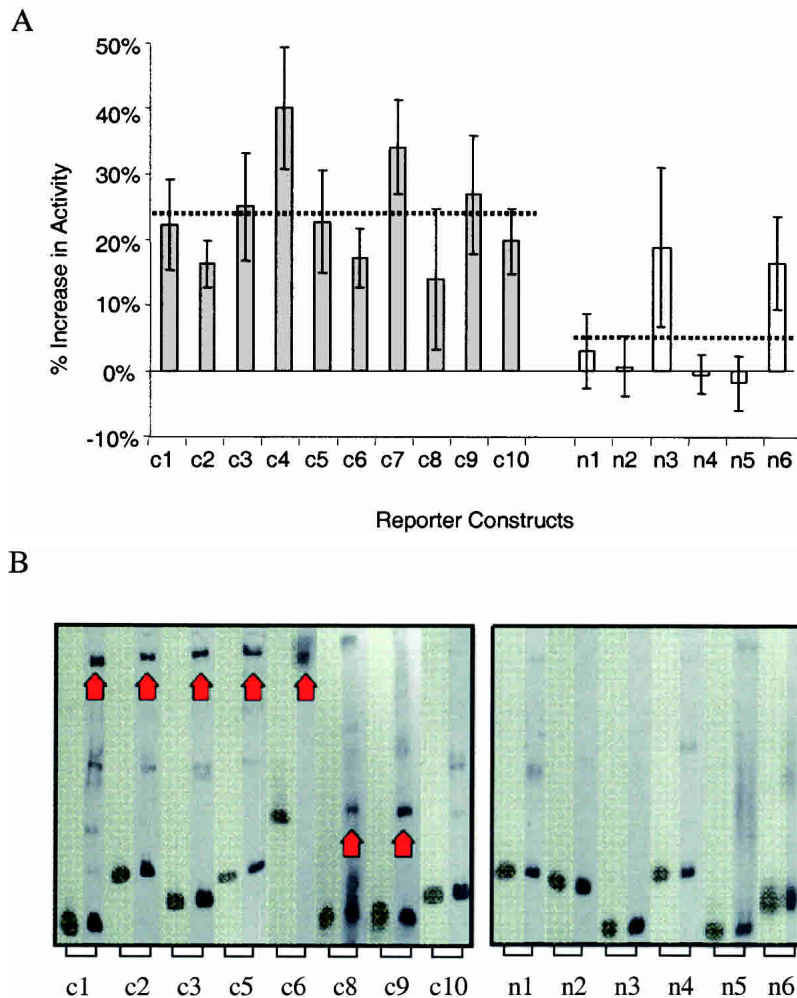 A
50%
40%
30%
20%
10%
0%
-10%
% Increase in Activity
c1 c2 c3 c4 c5 c6 c7 c8 c9 c10 n1 n2 n3 n4 n5 n6
Reporter Constructs
B
c1 c2 c3 c5 c6 c8 c9 c10 n1 n2 n3 n4 n5 n6